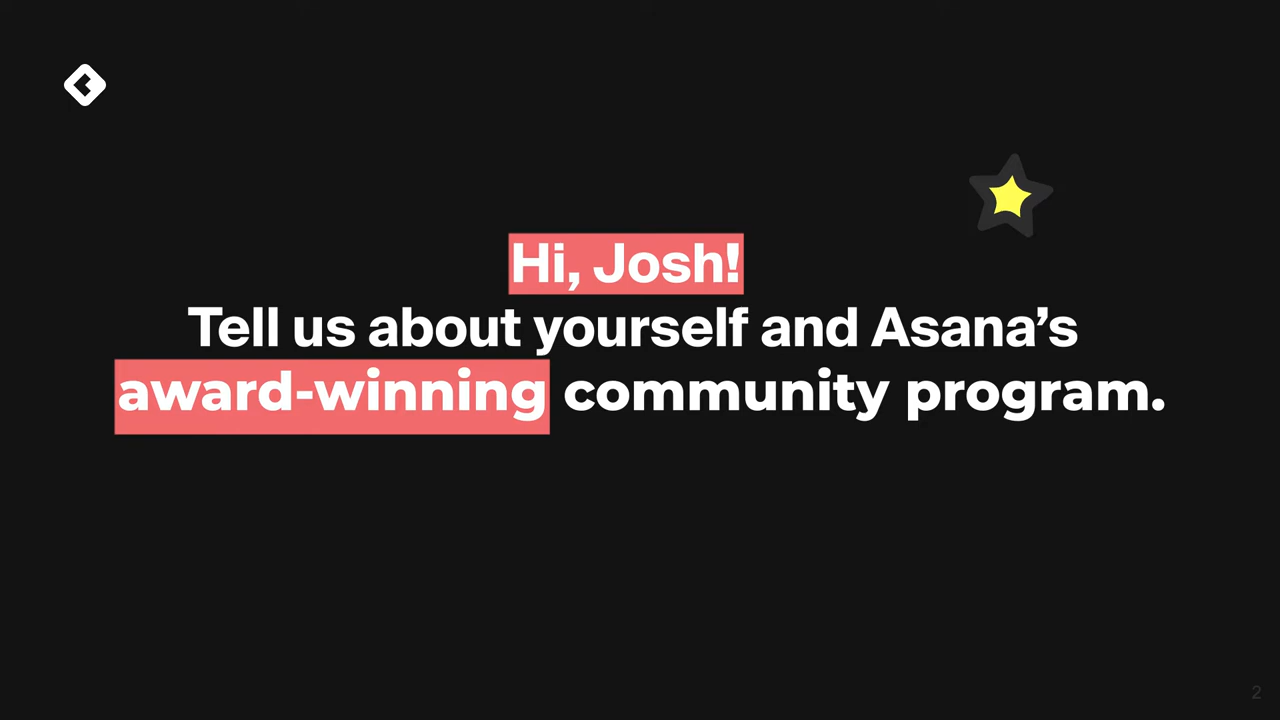 Hi, Josh!
Tell us about yourself and Asana’s
award-winning community program.
2